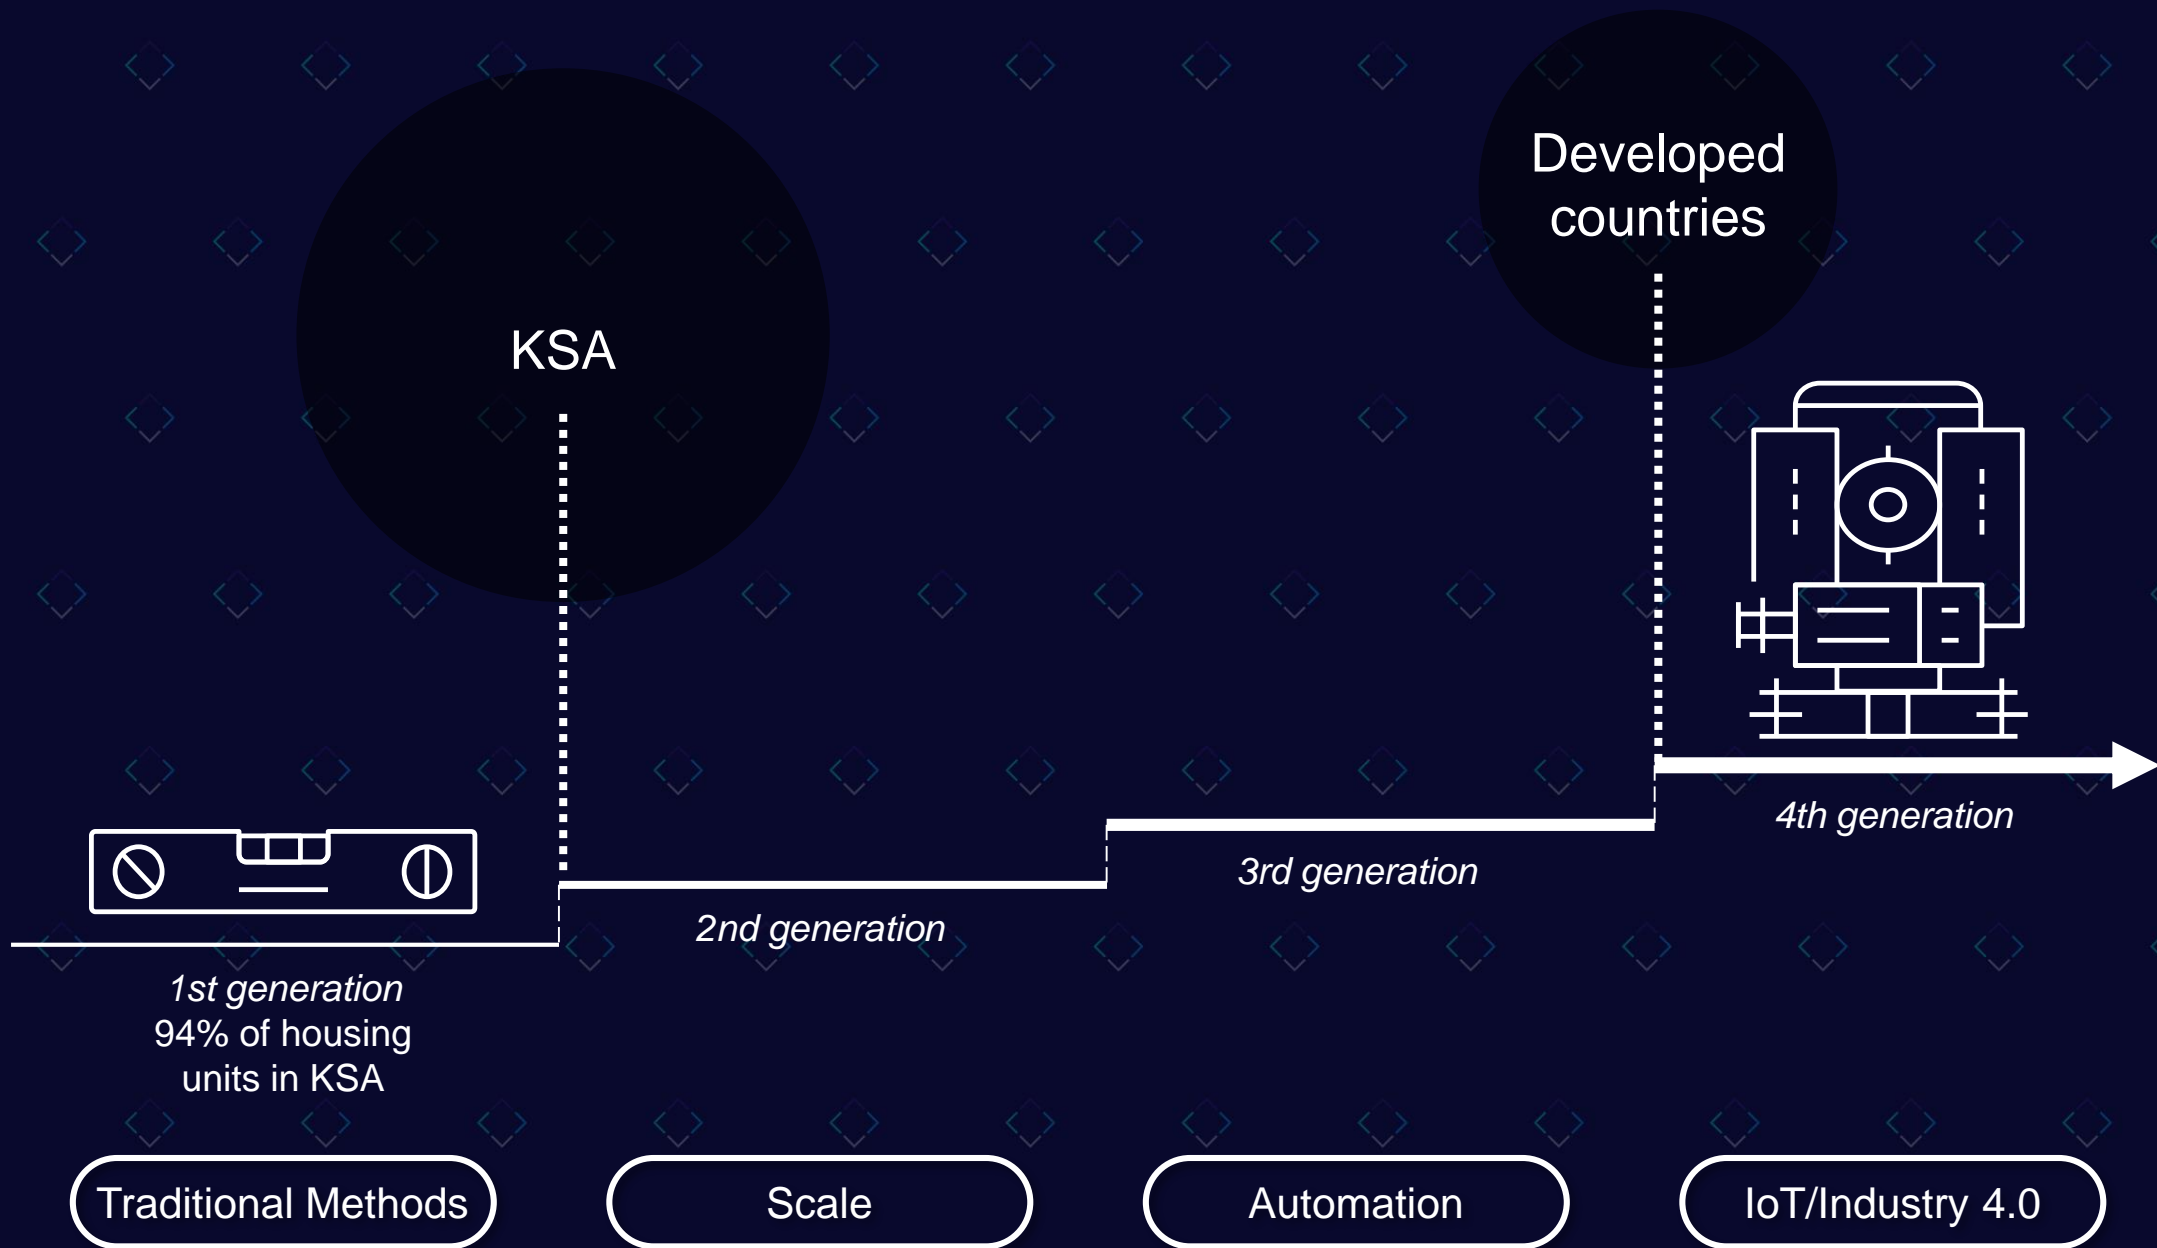 Developed
countries
KSA
4th generation
3rd generation
2nd generation
1st generation
94% of housing
units in KSA
Traditional Methods
Scale
Automation
IoT/Industry 4.0